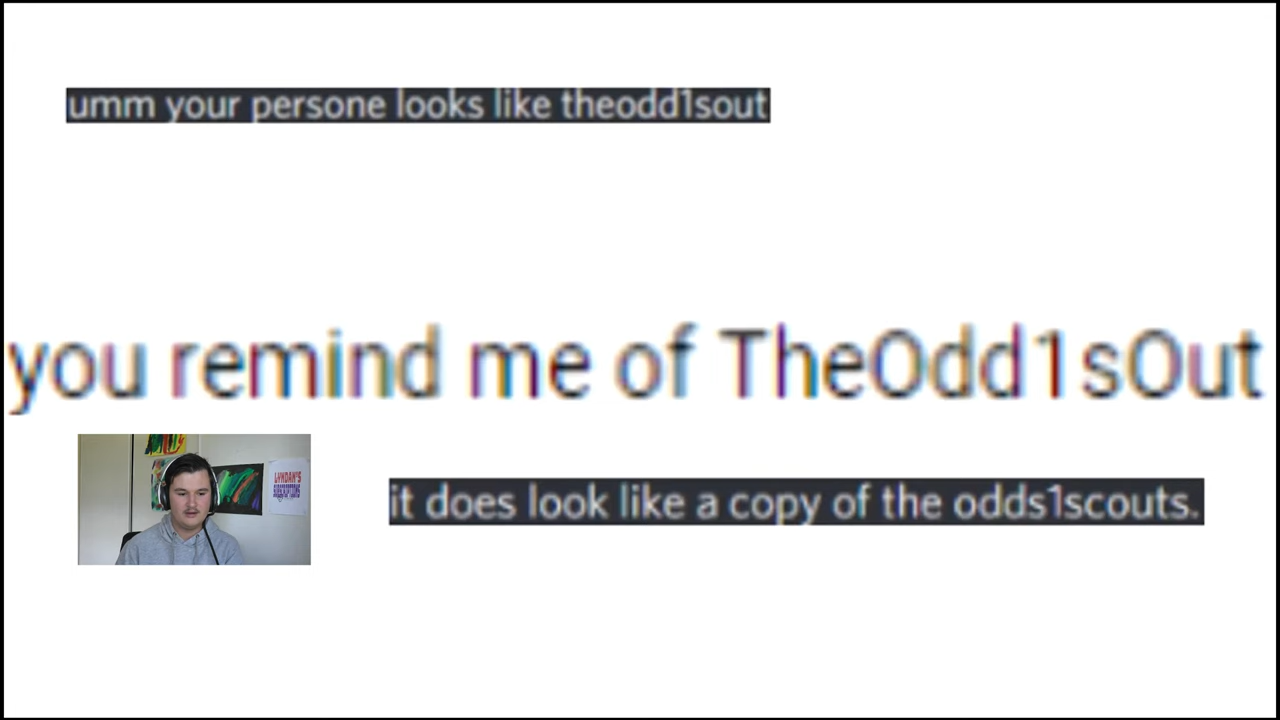 umm your persone looks like theodd1sout
you remind me of TheOdd1sOut
LYNDAN'S
it does look like a copy of the odds1scouts.